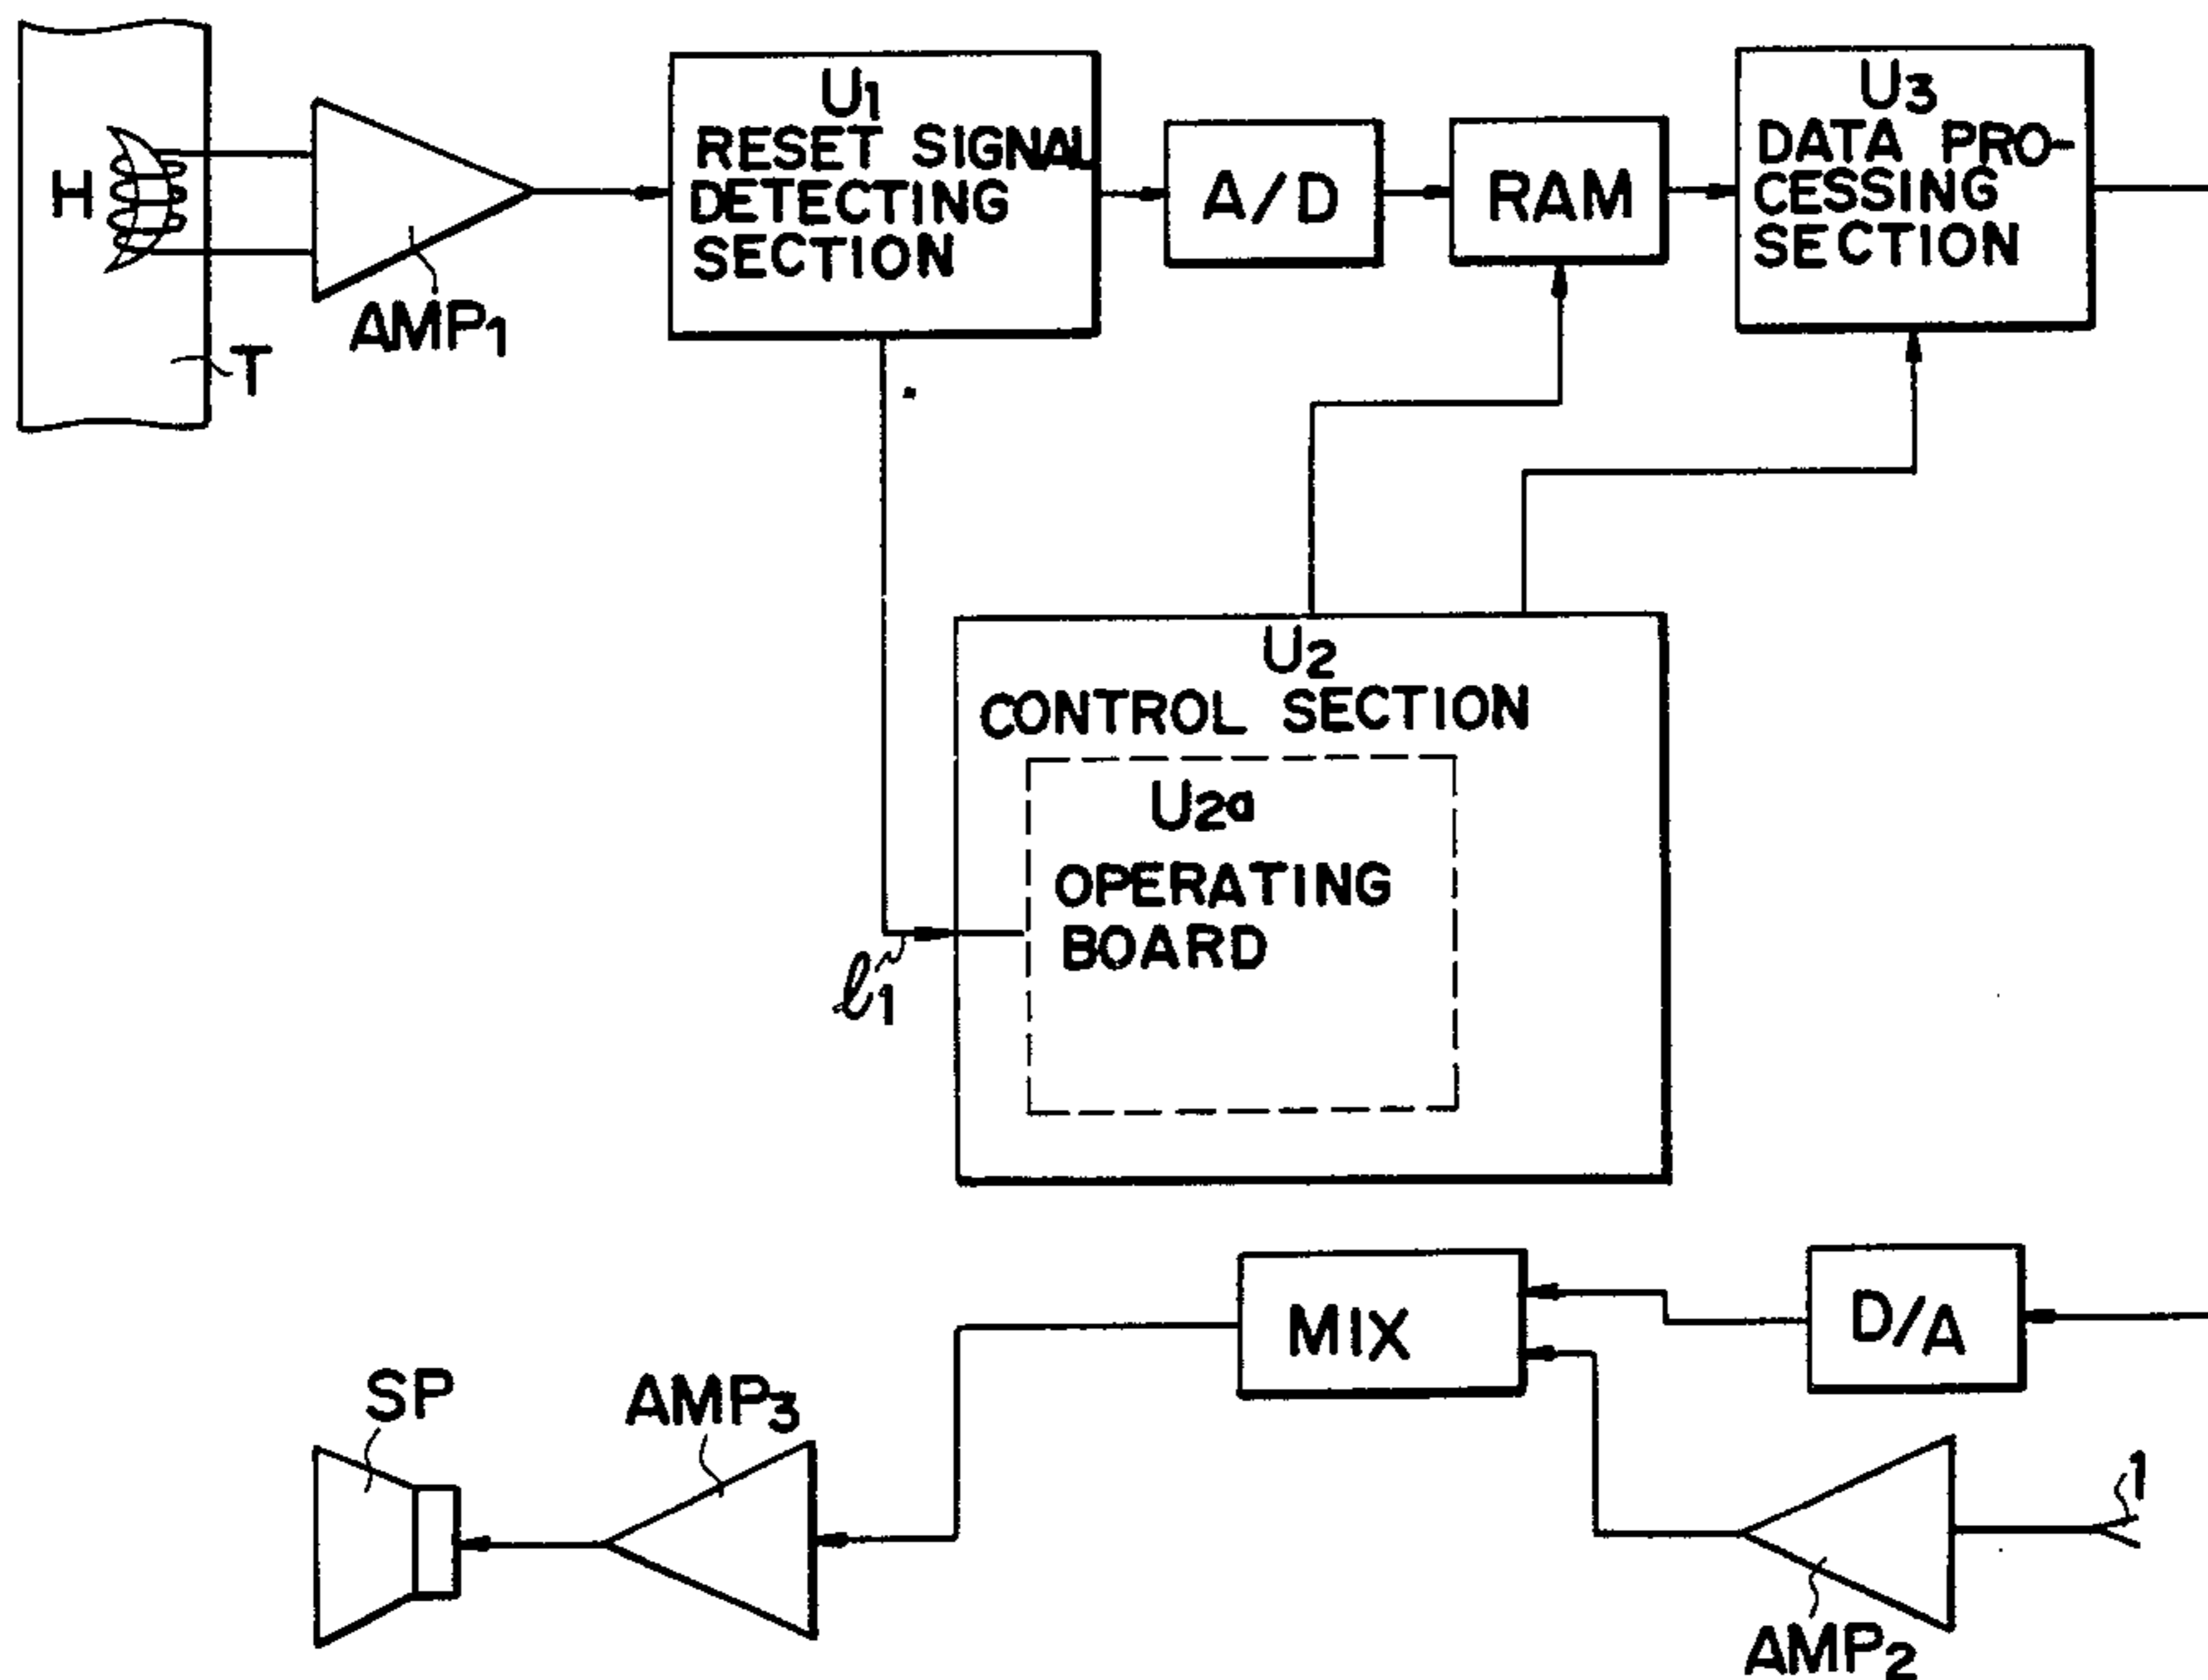 H
T
AMP1
U1
RESET SIGNAL
DETECTING
SECTION
A/D
RAM
U3
DATA PRO-
CESSING
SECTION
U2
CONTROL SECTION
U2a
OPERATING
BOARD
ℓ1
MIX
D/A
SP
AMP3
1
AMP2